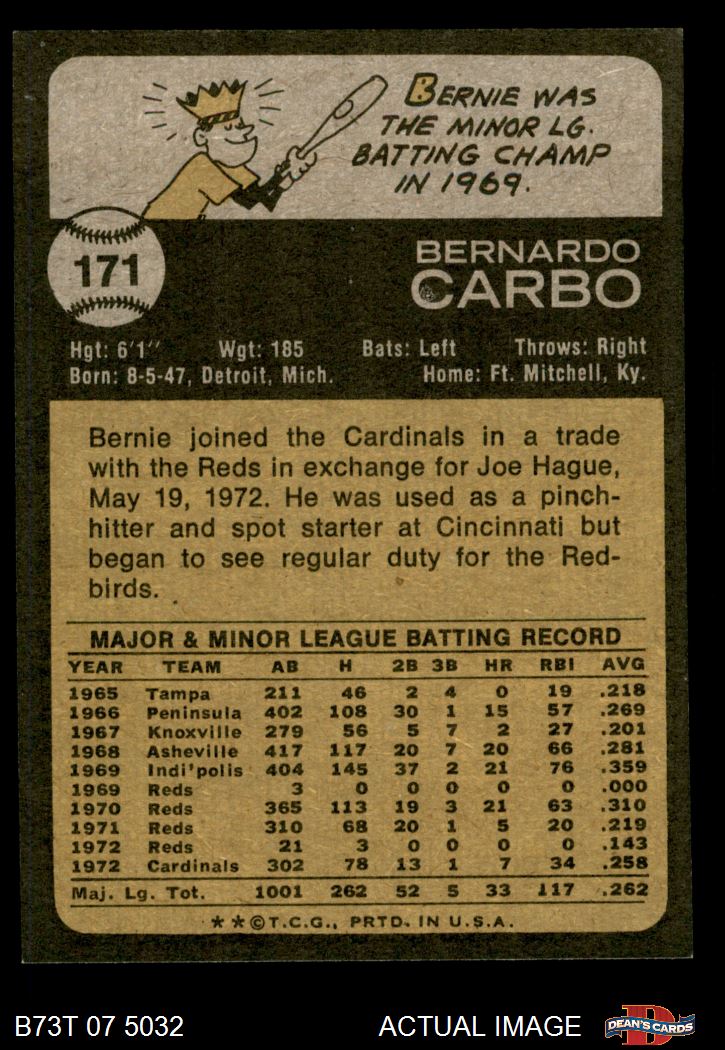 BERNIE WAS
THE MINOR LG.
BATTING CHAMP
IN 1969.
171
BERNARDO
CARBO
Hgt: 6'1" Wgt: 185 Bats: Left Throws: Right
Born: 8-5-47, Detroit, Mich. Home: Ft. Mitchell, Ky.
Bernie joined the Cardinals in a trade
with the Reds in exchange for Joe Hague,
May 19, 1972. He was used as a pinch-
hitter and spot starter at Cincinnati but
began to see regular duty for the Red-
birds.
MAJOR & MINOR LEAGUE BATTING RECORD
YEAR TEAM AB H 2B 3B HR RBI AVG
1965 Tampa 211 46 2 4 0 19 .218
1966 Peninsula 402 108 30 1 15 57 .269
1967 Knoxville 279 56 5 7 2 27 .201
1968 Asheville 417 117 20 7 20 66 .281
1969 Indi'polis 404 145 37 2 21 76 .359
1969 Reds 3 0 0 0 0 0 .000
1970 Reds 365 113 19 3 21 63 .310
1971 Reds 310 68 20 1 5 20 .219
1972 Reds 21 3 0 0 0 0 .143
1972 Cardinals 302 78 13 1 7 34 .258
Maj. Lg. Tot. 1001 262 52 5 33 117 .262
**©T.C.G., PRTD. IN U.S.A.
B73T 07 5032 ACTUAL IMAGE DEAN'S CARDS